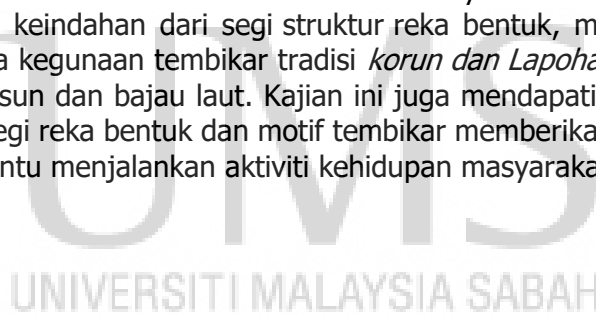 keindahan dari segi struktur reka bentuk, m
kegunaan tembikar tradisi korun dan Lapoha
sun dan bajau laut. Kajian ini juga mendapati
egi reka bentuk dan motif tembikar memberika
ntu menjalankan aktiviti kehidupan masyaraka
UMS
UNIVERSITI MALAYSIA SABAH